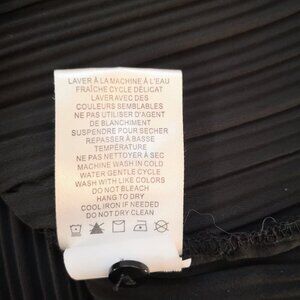 LAVER À LA MACHINE À L'EAU
FRAÎCHE CYCLE DÉLICAT
LAVER AVEC DES
COULEURS SEMBLABLES
NE PAS UTILISER D'AGENT
DE BLANCHIMENT
SUSPENDRE POUR SECHER
REPASSER À BASSE
TEMPÉRATURE
NE PAS NETTOYER À SEC
MACHINE WASH IN COLD
WATER GENTLE CYCLE
WASH WITH LIKE COLORS
DO NOT BLEACH
HANG TO DRY
COOL IRON IF NEEDED
DO NOT DRY CLEAN